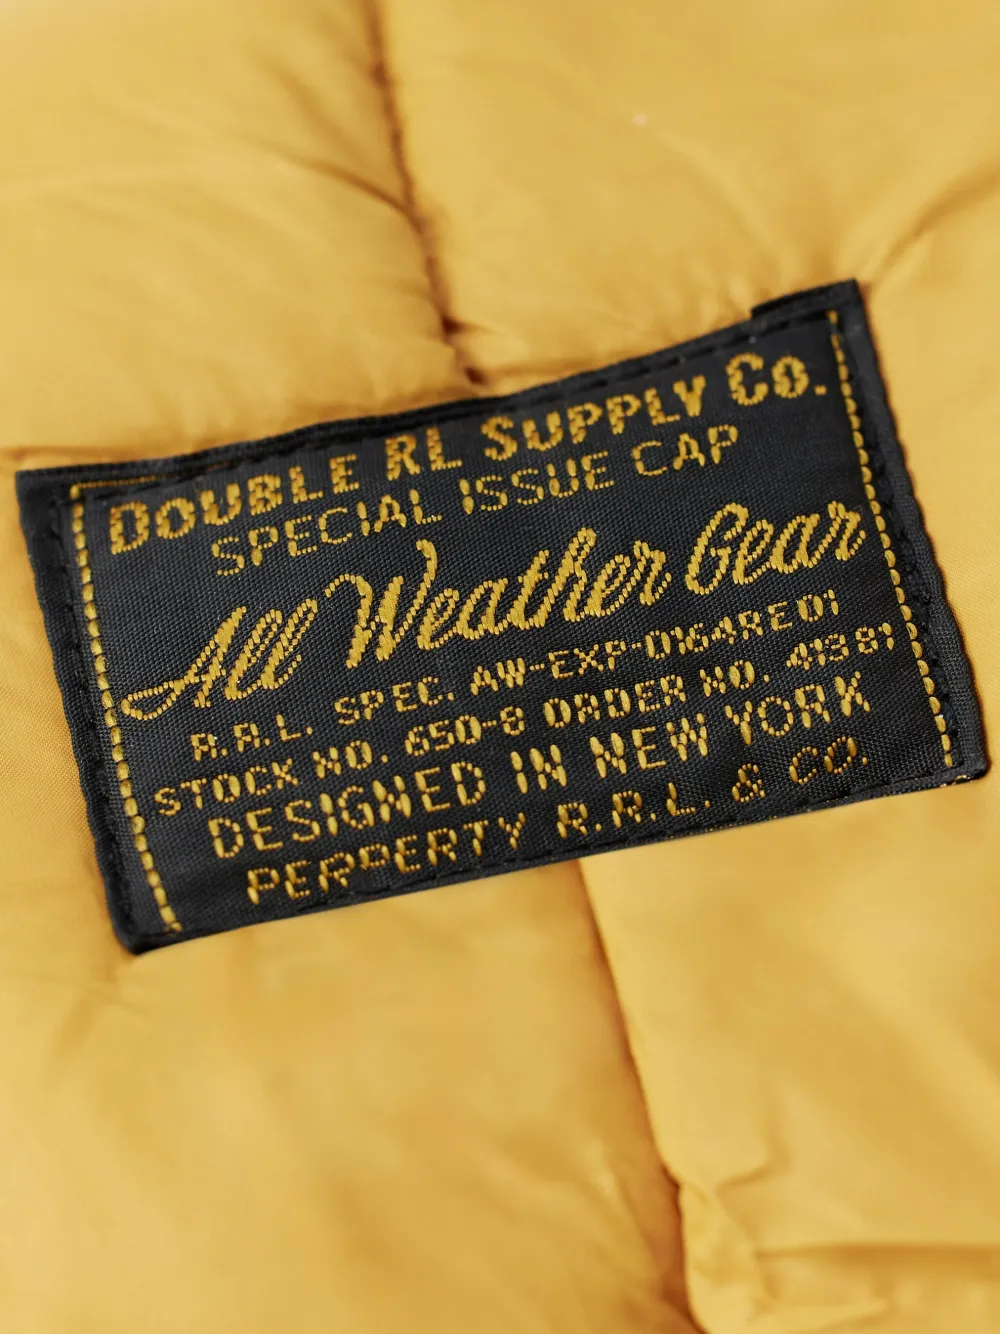 DOUBLE RL SUPPLY Co.
SPECIAL ISSUE CAP
All Weather Gear
R.R.L. SPEC. AW-EXP-D164RE01
STOCK NO. 650-8 ORDER NO. 41381
DESIGNED IN NEW YORK
PERPERTY R.R.L. & CO.